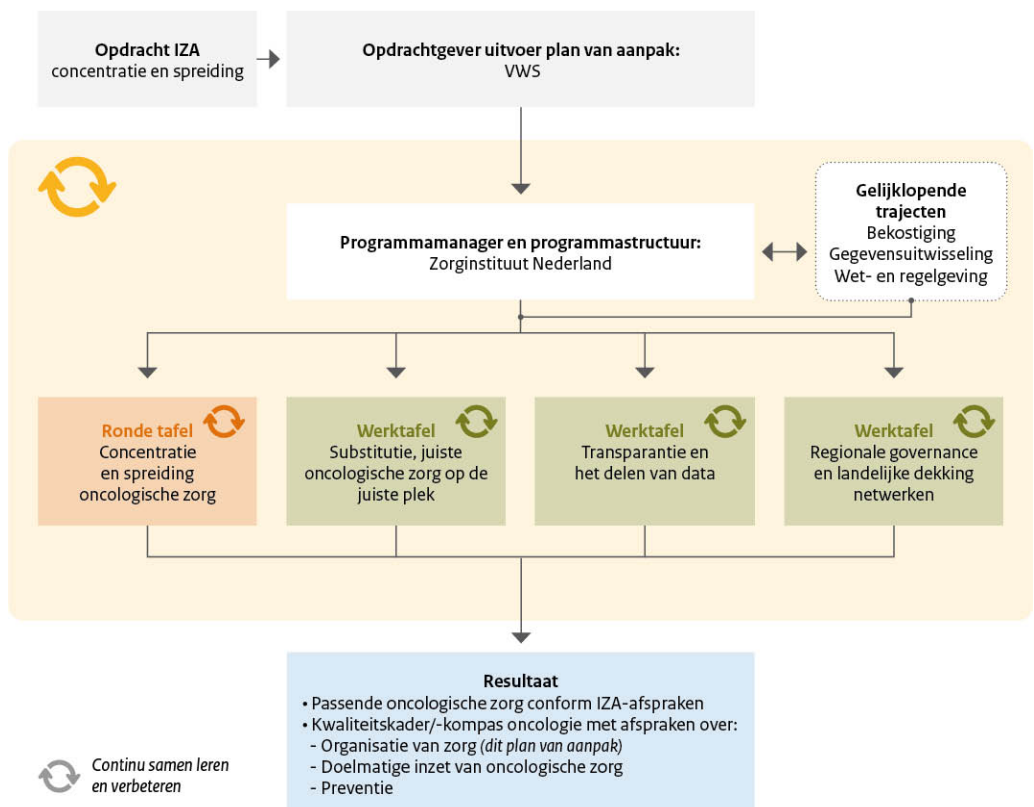 Opdracht IZA
concentratie en spreiding
Opdrachtgever uitvoer plan van aanpak:
VWS
Programmamanager en programmastructuur:
Zorginstituut Nederland
Gelijklopende
trajecten
Bekostiging
Gegevensuitwisseling
Wet- en regelgeving
Ronde tafel
Concentratie
en spreiding
oncologische zorg
Werktafel
Substitutie, juiste
oncologische zorg op de
juiste plek
Werktafel
Transparantie en
het delen van data
Werktafel
Regionale governance
en landelijke dekking
netwerken
Resultaat
• Passende oncologische zorg conform IZA-afspraken
• Kwaliteitskader/-kompas oncologie met afspraken over:
- Organisatie van zorg (dit plan van aanpak)
- Doelmatige inzet van oncologische zorg
- Preventie
Continu samen leren
en verbeteren